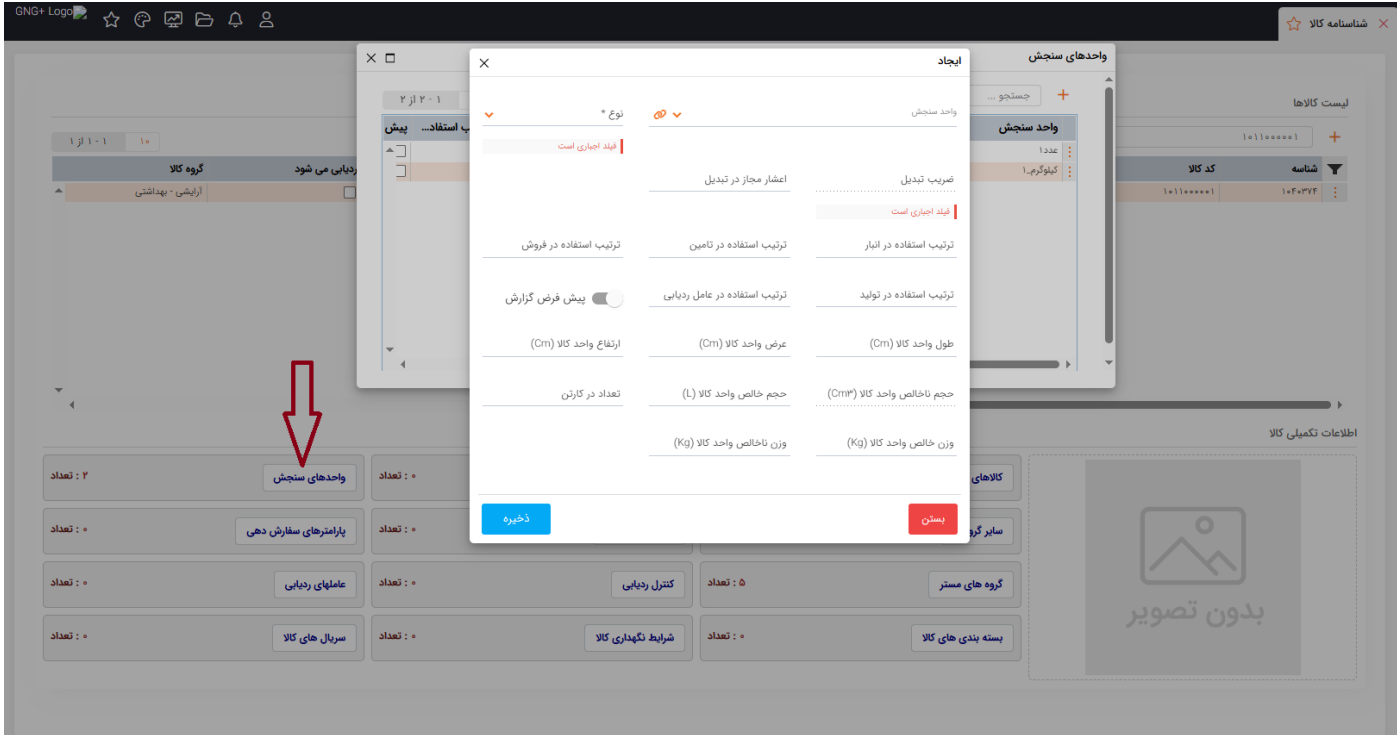 GNG+ Logo
شناسنامه کالا
واحدهای سنجش
ایجاد
لیست کالاها
جستجو ...
۱ - ۲ از ۲
۱۰۱۱۰۰۰۰۰۱
۱۰
۱ - ۱ از ۱
شناسه
کد کالا
ردیابی می شود
گروه کالا
۱۰۴۰۳۷۴
۱۰۱۱۰۰۰۰۰۱
آرایشی - بهداشتی
واحد سنجش
ب استفاد...
پیش
عدد۱
کیلوگرم_۱
واحد سنجش
نوع *
فیلد اجباری است
ضریب تبدیل
اعشار مجاز در تبدیل
فیلد اجباری است
ترتیب استفاده در انبار
ترتیب استفاده در تامین
ترتیب استفاده در فروش
ترتیب استفاده در تولید
ترتیب استفاده در عامل ردیابی
پیش فرض گزارش
طول واحد کالا (Cm)
عرض واحد کالا (Cm)
ارتفاع واحد کالا (Cm)
حجم ناخالص واحد کالا (Cm۳)
حجم خالص واحد کالا (L)
تعداد در کارتن
وزن خالص واحد کالا (Kg)
وزن ناخالص واحد کالا (Kg)
بستن
ذخیره
اطلاعات تکمیلی کالا
بدون تصویر
کالاهای
۰ : تعداد
واحدهای سنجش
۲ : تعداد
سایر گرو
۰ : تعداد
پارامترهای سفارش دهی
۰ : تعداد
گروه های مستر
۵ : تعداد
کنترل ردیابی
۰ : تعداد
عاملهای ردیابی
۰ : تعداد
بسته بندی های کالا
۰ : تعداد
شرایط نگهداری کالا
۰ : تعداد
سریال های کالا
۰ : تعداد